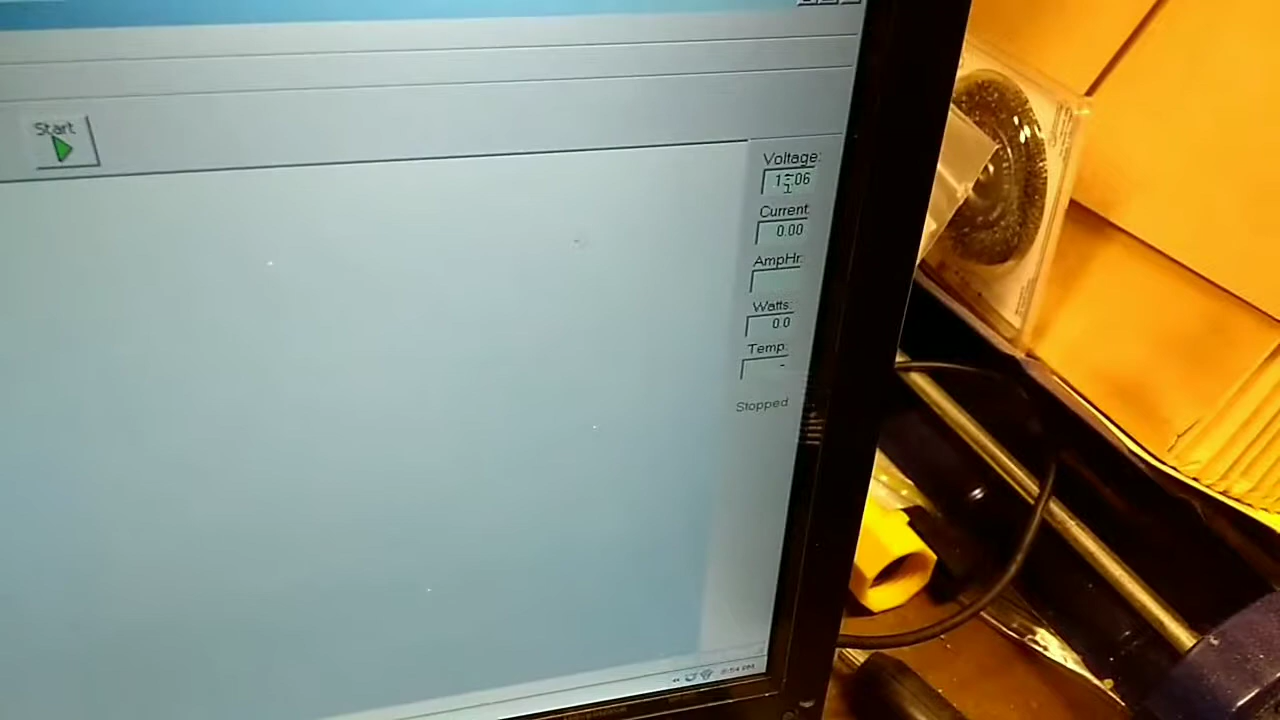 Start
Voltage:
Current:
0.00
AmpHr:
Watts:
0.0
Temp:
-
Stopped